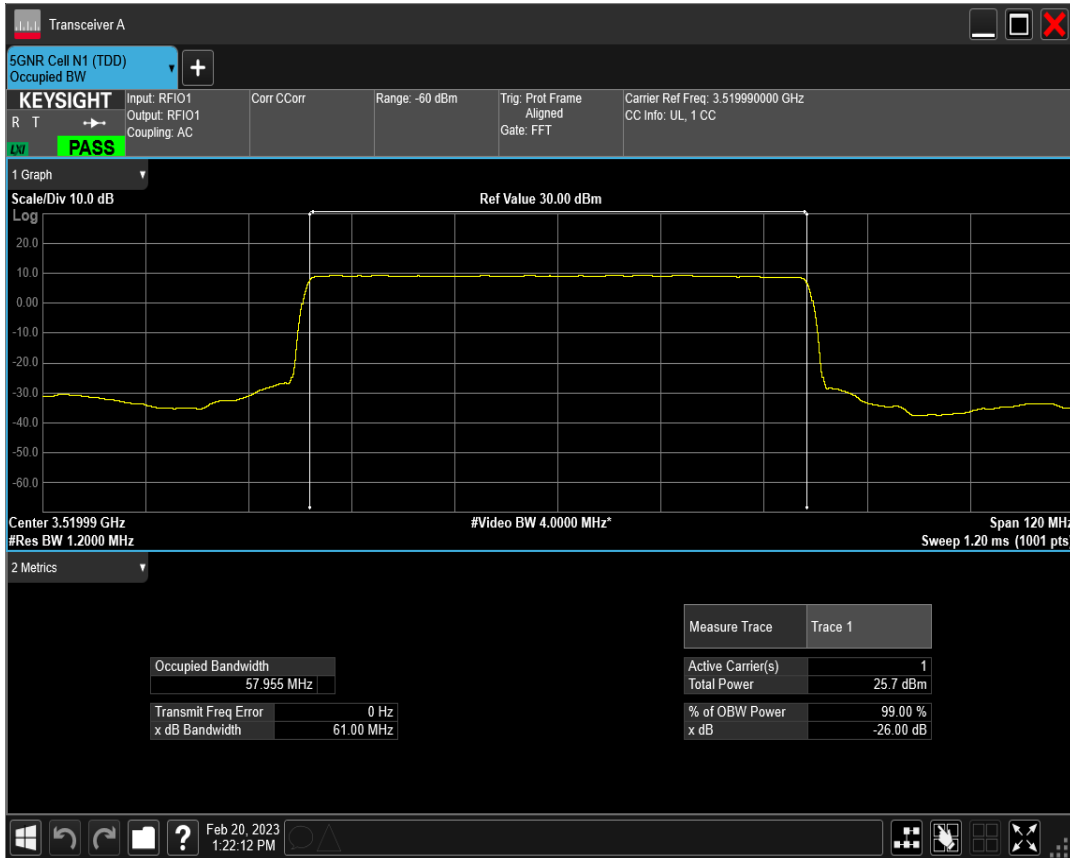 Transceiver A
5GNR Cell N1 (TDD)
Occupied BW
+
KEYSIGHT
R T
LXI
PASS
Input: RFIO1
Output: RFIO1
Coupling: AC
Corr CCorr
Range: -60 dBm
Trig: Prot Frame
Aligned
Gate: FFT
Carrier Ref Freq: 3.519990000 GHz
CC Info: UL, 1 CC
1 Graph
Scale/Div 10.0 dB
Ref Value 30.00 dBm
Log
20.0
10.0
0.00
-10.0
-20.0
-30.0
-40.0
-50.0
-60.0
Center 3.51999 GHz
#Video BW 4.0000 MHz*
Span 120 MHz
#Res BW 1.2000 MHz
Sweep 1.20 ms (1001 pts)
2 Metrics
Measure Trace Trace 1
Occupied Bandwidth
57.955 MHz
Transmit Freq Error 0 Hz
x dB Bandwidth 61.00 MHz
Active Carrier(s) 1
Total Power 25.7 dBm
% of OBW Power 99.00 %
x dB -26.00 dB
?
Feb 20, 2023
1:22:12 PM